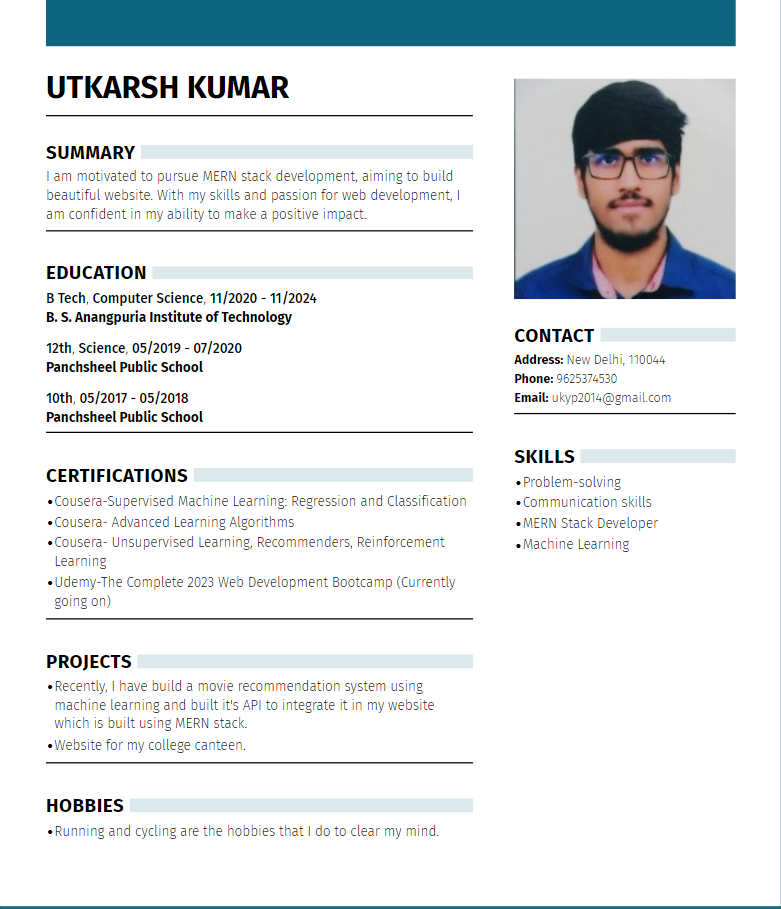 UTKARSH KUMAR
SUMMARY
I am motivated to pursue MERN stack development, aiming to build
beautiful website. With my skills and passion for web development, I
am confident in my ability to make a positive impact.
EDUCATION
B Tech, Computer Science, 11/2020 - 11/2024
B. S. Anangpuria Institute of Technology
12th, Science, 05/2019 - 07/2020
Panchsheel Public School
10th, 05/2017 - 05/2018
Panchsheel Public School
CERTIFICATIONS
•Cousera-Supervised Machine Learning: Regression and Classification
•Cousera- Advanced Learning Algorithms
•Cousera- Unsupervised Learning, Recommenders, Reinforcement
Learning
•Udemy-The Complete 2023 Web Development Bootcamp (Currently
going on)
PROJECTS
•Recently, I have build a movie recommendation system using
machine learning and built it's API to integrate it in my website
which is built using MERN stack.
•Website for my college canteen.
HOBBIES
•Running and cycling are the hobbies that I do to clear my mind.
CONTACT
Address: New Delhi, 110044
Phone: 9625374530
Email: ukyp2014@gmail.com
SKILLS
•Problem-solving
•Communication skills
•MERN Stack Developer
•Machine Learning